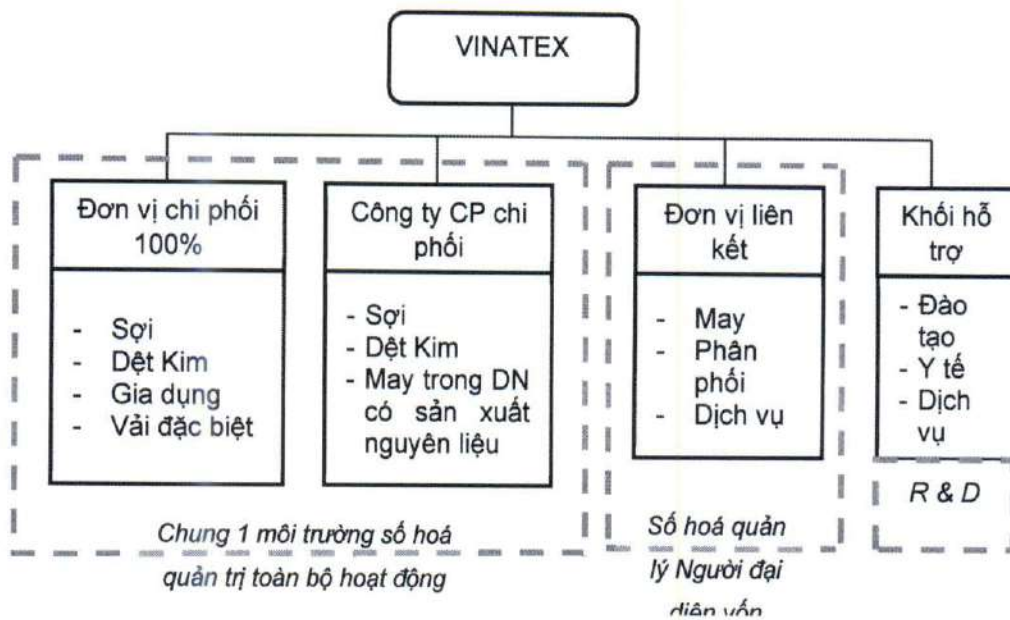 VINATEX
Đơn vị chi phối
100%
- Sợi
- Dệt Kim
- Gia dụng
- Vải đặc biệt
Công ty CP chi
phối
- Sợi
- Dệt Kim
- May trong DN
có sản xuất
nguyên liệu
Đơn vị liên
kết
- May
- Phân
phối
- Dịch vụ
Khối hỗ
trợ
- Đào
tạo
- Y tế
- Dịch
vụ
R & D
Chung 1 môi trường số hoá
quản trị toàn bộ hoạt động
Số hoá quản
lý Người đại
diện vốn